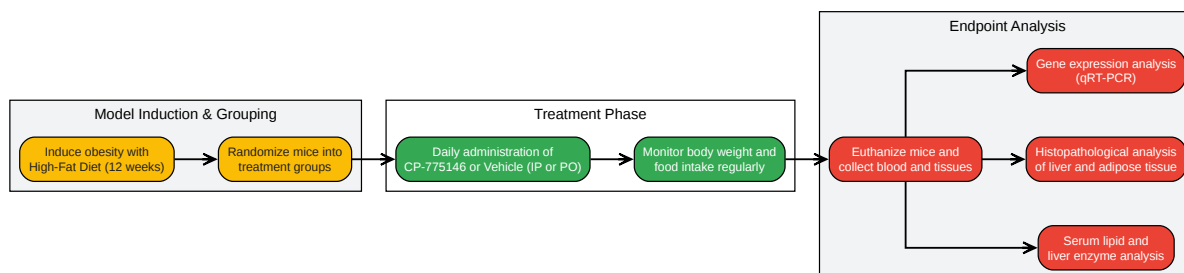 Model Induction & Grouping
Induce obesity with
High-Fat Diet (12 weeks)
Randomize mice into
treatment groups
Treatment Phase
Daily administration of
CP-775146 or Vehicle (IP or PO)
Monitor body weight and
food intake regularly
Endpoint Analysis
Euthanize mice and
collect blood and tissues
Gene expression analysis
(qRT-PCR)
Histopathological analysis
of liver and adipose tissue
Serum lipid and
liver enzyme analysis